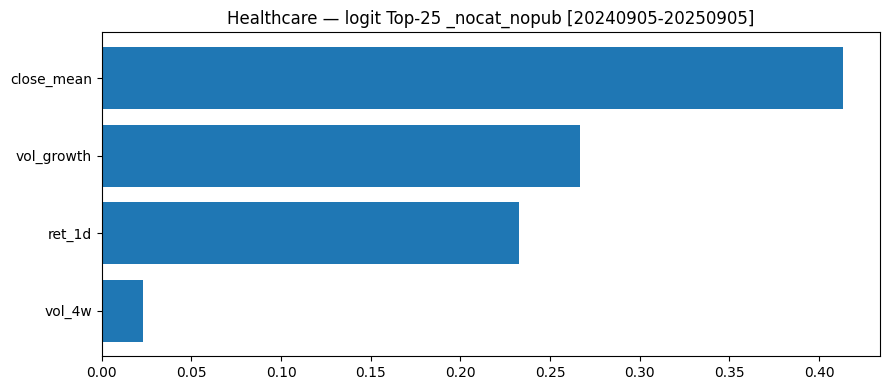 Healthcare — logit Top-25 _nocat_nopub [20240905-20250905]
close_mean
vol_growth
ret_1d
vol_4w
0.00 0.05 0.10 0.15 0.20 0.25 0.30 0.35 0.40